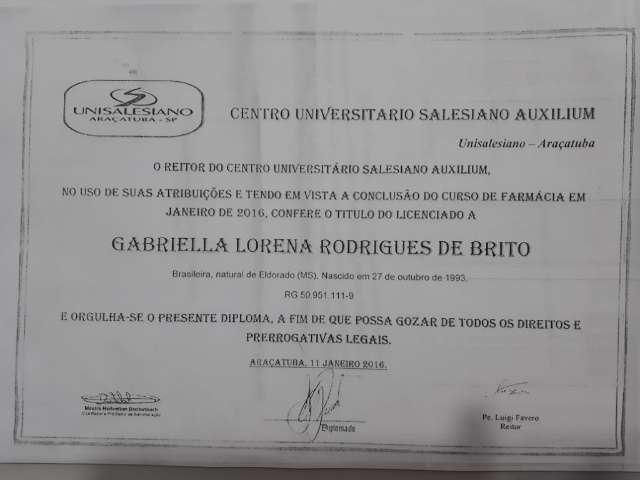 UNISALESIANO
ARAÇATUBA - SP
CENTRO UNIVERSITARIO SALESIANO AUXILIUM
Unisalesiano – Araçatuba
O REITOR DO CENTRO UNIVERSITÁRIO SALESIANO AUXILIUM,
NO USO DE SUAS ATRIBUIÇÕES E TENDO EM VISTA A CONCLUSÃO DO CURSO DE FARMÁCIA EM
JANEIRO DE 2016, CONFERE O TITULO DO LICENCIADO A
GABRIELLA LORENA RODRIGUES DE BRITO
Brasileira, natural de Eldorado (MS). Nascido em 27 de outubro de 1993.
RG 50.951.111-9
E ORGULHA-SE O PRESENTE DIPLOMA, A FIM DE QUE POSSA GOZAR DE TODOS OS DIREITOS E
PRERROGATIVAS LEGAIS.
ARAÇATUBA, 11 JANEIRO 2016.
Diplomado
Pe. Luigi Favero
Reitor